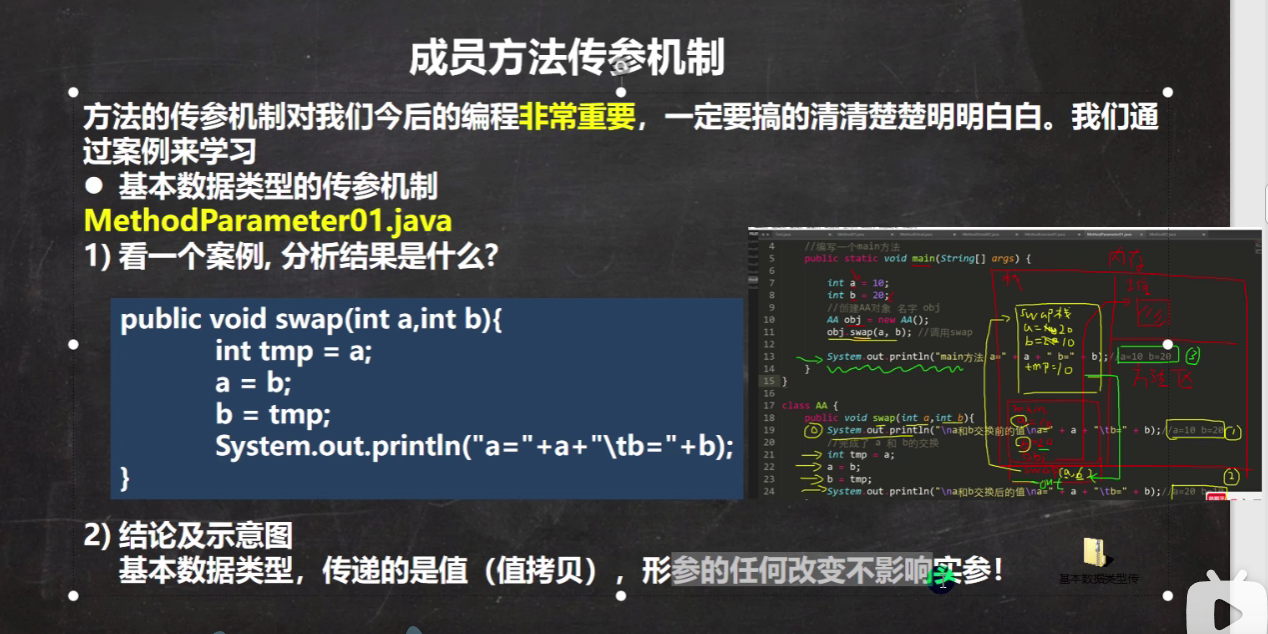 成员方法传参机制
方法的传参机制对我们今后的编程非常重要，一定要搞的清清楚楚明明白白。我们通
过案例来学习
● 基本数据类型的传参机制
MethodParameter01.java
1) 看一个案例, 分析结果是什么?
public void swap(int a,int b){
int tmp = a;
a = b;
b = tmp;
System.out.println("a="+a+"\tb="+b);
}
4 //编写一个main方法
5 public static void main(String[] args) {
6
7 int a = 10;
8 int b = 20;
9 //创建AA对象 名字 obj
10 AA obj = new AA();
11 obj.swap(a, b); //调用swap
12
13 System.out.println("main方法 a=" + a + " b=" + b);//a=10 b=20
14 }
15 }
16
17 class AA {
18 public void swap(int a,int b){
19 System.out.println("\na和b交换前的值\na=" + a + "\tb=" + b);//a=10 b=20
20 //完成了 a 和 b的交换
21 int tmp = a;
22 a = b;
23 b = tmp;
24 System.out.println("\na和b交换后的值\na=" + a + "\tb=" + b);//a=20 b=10
swap栈
tmp=10
方法区
2) 结论及示意图
基本数据类型，传递的是值（值拷贝），形参的任何改变不影响实参！
基本数据类型传